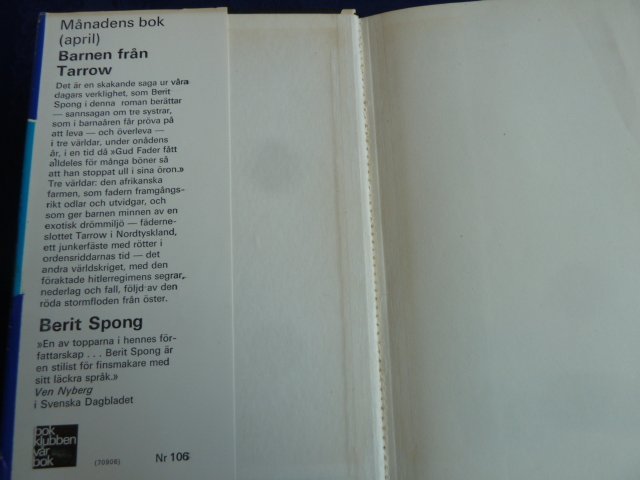 Månadens bok
(april)
Barnen från
Tarrow
Det är en skakande saga ur våra
dagars verklighet, som Berit
Spong i denna roman berättar
— sannsagan om tre systrar,
som i barnaåren får pröva på
att leva — och överleva —
i tre världar, under onådens
år, i en tid då »Gud Fader fått
alldeles för många böner så
att han stoppat ull i sina öron.»
Tre världar: den afrikanska
farmen, som fadern framgångs-
rikt odlar och utvidgar, och
som ger barnen minnen av en
exotisk drömmiljö — fäderne-
slottet Tarrow i Nordtyskland,
ett junkerfäste med rötter i
ordensriddarnas tid — det
andra världskriget, med den
föraktade hitlerregimens segrar,
nederlag och fall, följd av den
röda stormfloden från öster.
Berit Spong
»En av topparna i hennes för-
fattarskap . . . Berit Spong är
en stilist för finsmakare med
sitt läckra språk.»
Ven Nyberg
i Svenska Dagbladet
bok
klubben
vår
bok
(70906)
Nr 106